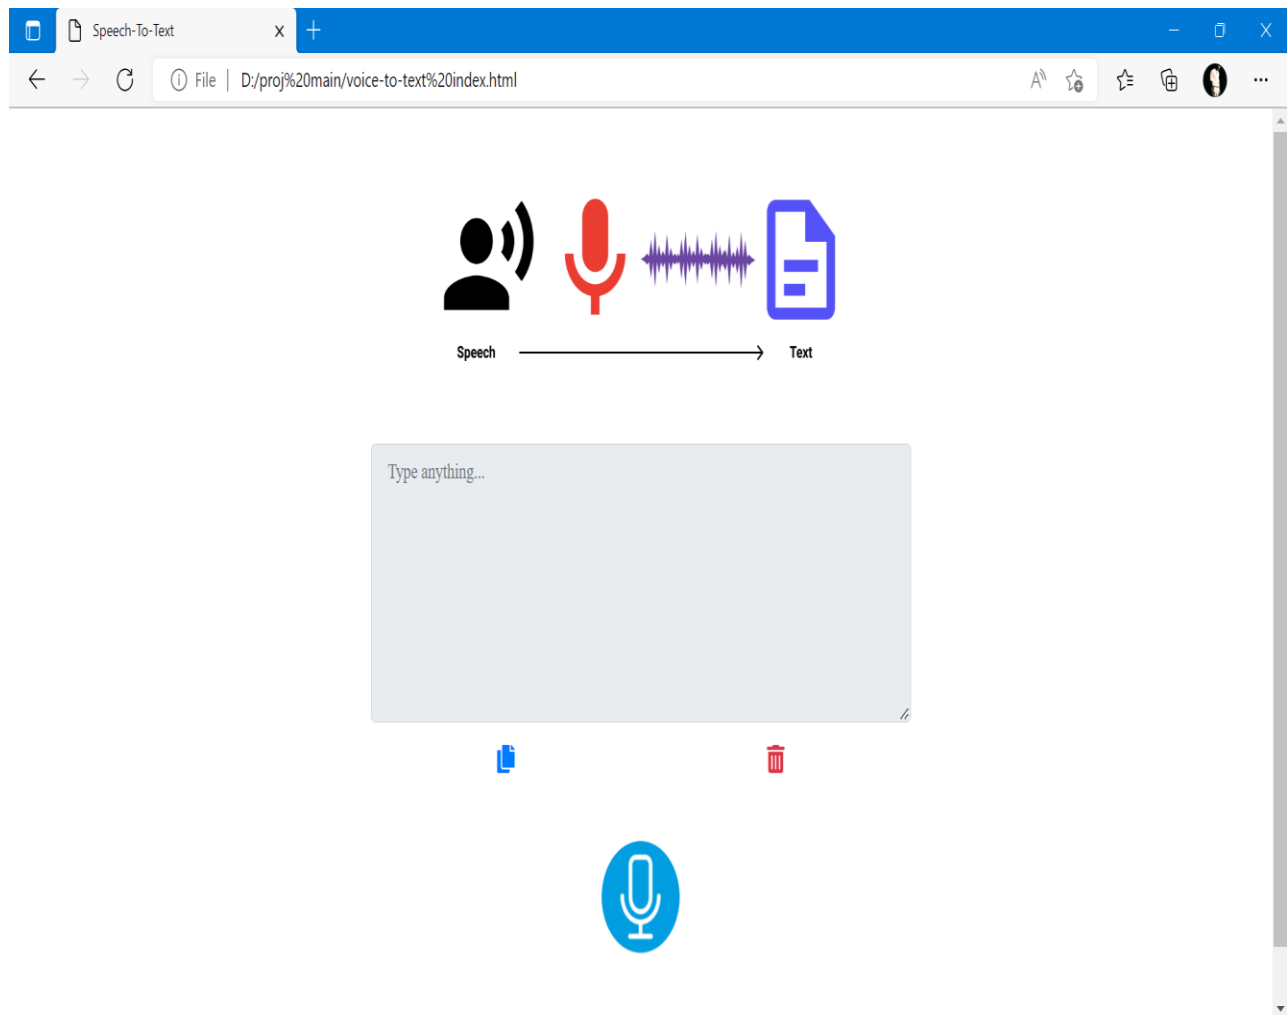 Speech-To-Text
File | D:/proj%20main/voice-to-text%20index.html
Speech Text
Type anything...